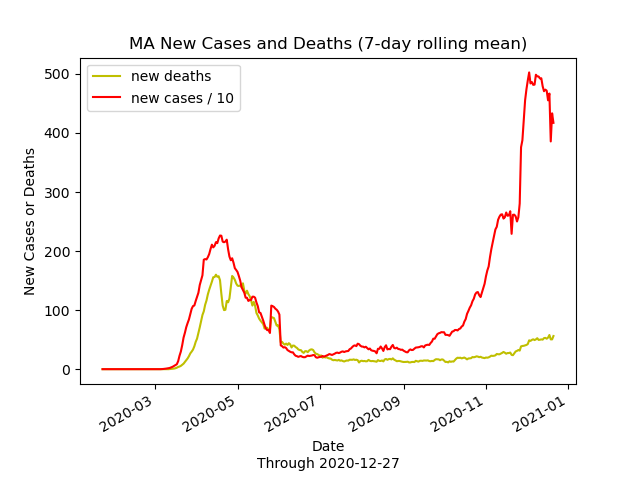 MA New Cases and Deaths (7-day rolling mean)
new deaths
new cases / 10
New Cases or Deaths
500
400
300
200
100
0
2020-03
2020-05
2020-07
2020-09
2020-11
2021-01
Date
Through 2020-12-27